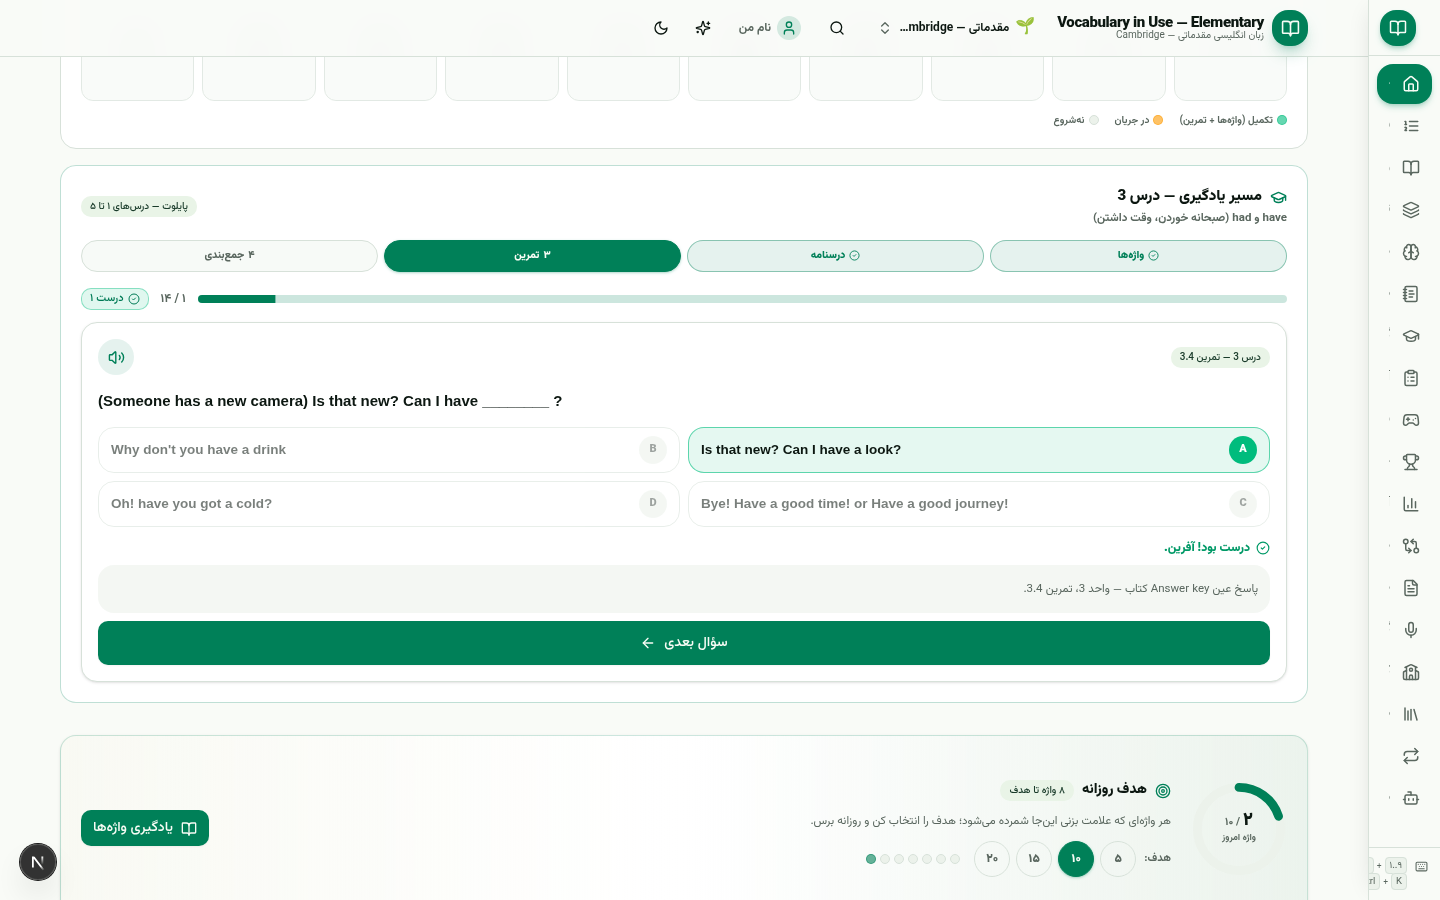 Vocabulary in Use — Elementary
زبان انگلیسی مقدماتی — Cambridge
مقدماتی — mbridge...
نام من
تکمیل (واژه‌ها + تمرین)
در جریان
نه‌شروع
مسیر یادگیری — درس 3
have و had (صبحانه خوردن، وقت داشتن)
پایلوت — درس‌های ۱ تا ۵
واژه‌ها
درسنامه
۳ تمرین
۴ جمع‌بندی
۱ / ۱۴
درست ۱
درس 3 — تمرین 3.4
(Someone has a new camera) Is that new? Can I have ________ ?
A Is that new? Can I have a look?
B Why don't you have a drink
C Bye! Have a good time! or Have a good journey!
D Oh! have you got a cold?
درست بود! آفرین.
پاسخ عین Answer key کتاب — واحد 3، تمرین 3.4.
سؤال بعدی
۲ / ۱۰
واژه امروز
هدف روزانه
۸ واژه تا هدف
هر واژه‌ای که علامت بزنی این‌جا شمرده می‌شود؛ هدف را انتخاب کن و روزانه برس.
هدف:
۵
۱۰
۱۵
۲۰
یادگیری واژه‌ها
N
+ ۱..۹
+ K